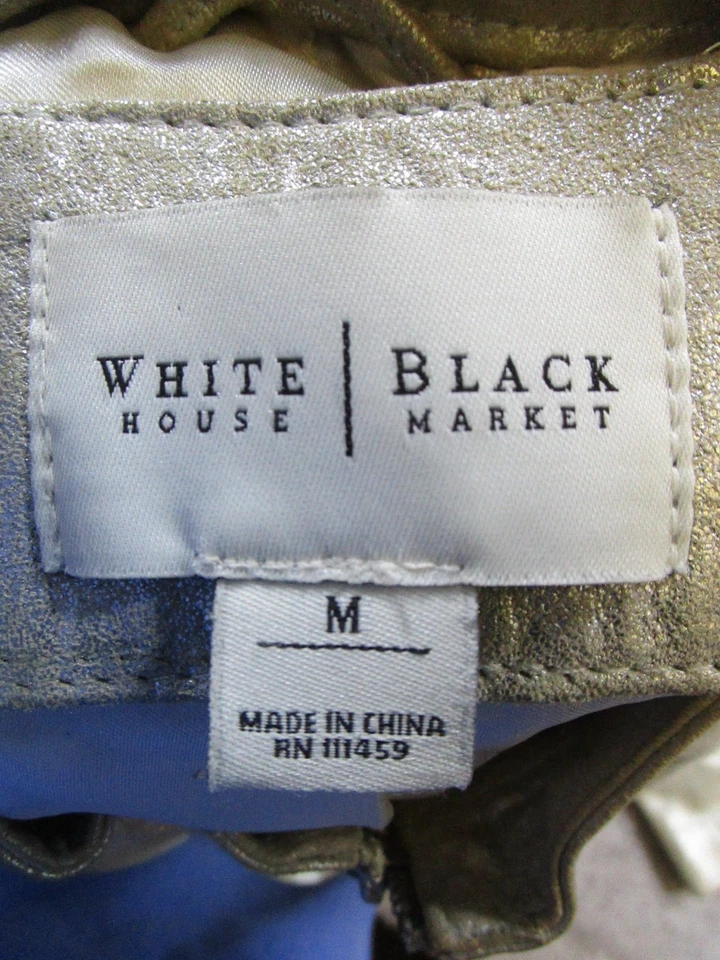 WHITE | BLACK
HOUSE | MARKET
M
MADE IN CHINA
RN 111459